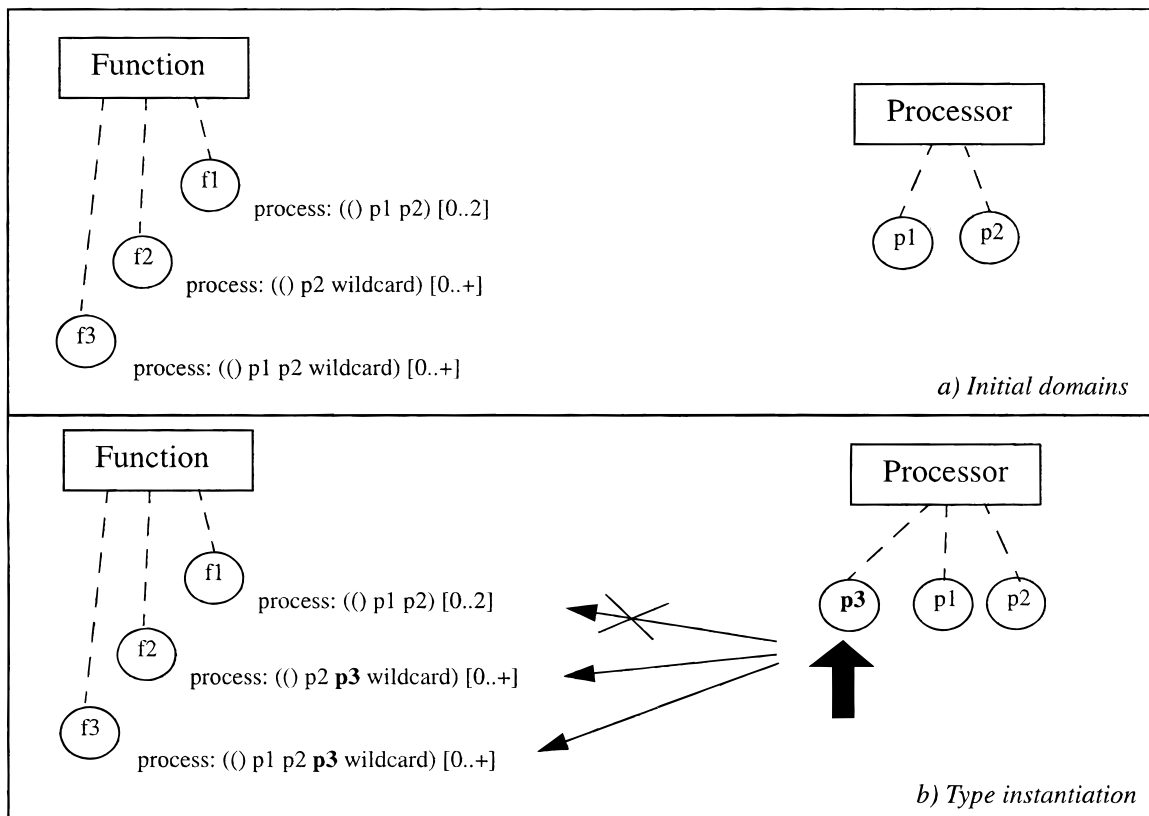 Function
Processor
f1
process: (() p1 p2) [0..2]
p1
p2
f2
process: (() p2 wildcard) [0..+]
f3
process: (() p1 p2 wildcard) [0..+]
a) Initial domains
Function
Processor
f1
process: (() p1 p2) [0..2]
p3
p1
p2
f2
process: (() p2 p3 wildcard) [0..+]
f3
process: (() p1 p2 p3 wildcard) [0..+]
b) Type instantiation